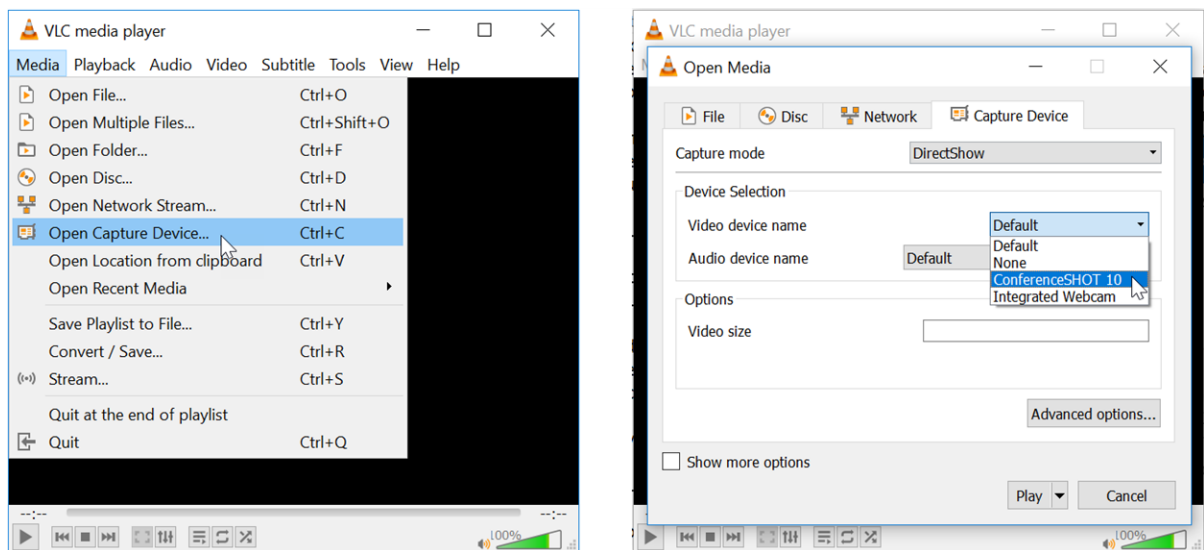 VLC media player
Media Playback Audio Video Subtitle Tools View Help
Open File... Ctrl+O
Open Multiple Files... Ctrl+Shift+O
Open Folder... Ctrl+F
Open Disc... Ctrl+D
Open Network Stream... Ctrl+N
Open Capture Device... Ctrl+C
Open Location from clipboard Ctrl+V
Open Recent Media
Save Playlist to File... Ctrl+Y
Convert / Save... Ctrl+R
Stream... Ctrl+S
Quit at the end of playlist
Quit Ctrl+Q
--:-- --:--
100%
VLC media player
Open Media
File Disc Network Capture Device
Capture mode DirectShow
Device Selection
Video device name Default
Default
None
Audio device name Default
ConferenceSHOT 10
Integrated Webcam
Options
Video size
Advanced options...
Show more options
Play Cancel
--:--
100%